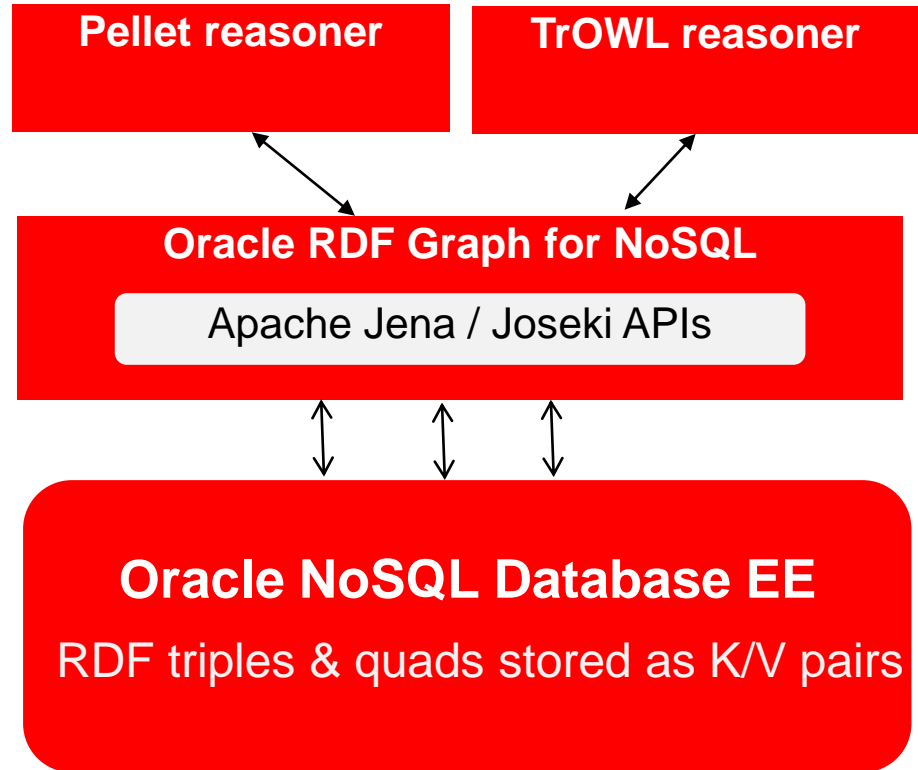 Pellet reasoner
TrOWL reasoner
Oracle RDF Graph for NoSQL
Apache Jena / Joseki APIs
Oracle NoSQL Database EE
RDF triples & quads stored as K/V pairs